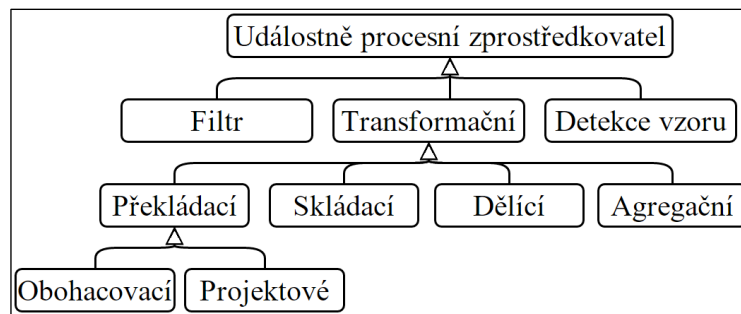 Událostně procesní zprostředkovatel
Filtr
Transformační
Detekce vzoru
Překládací
Skládací
Dělící
Agregační
Obohacovací
Projektové